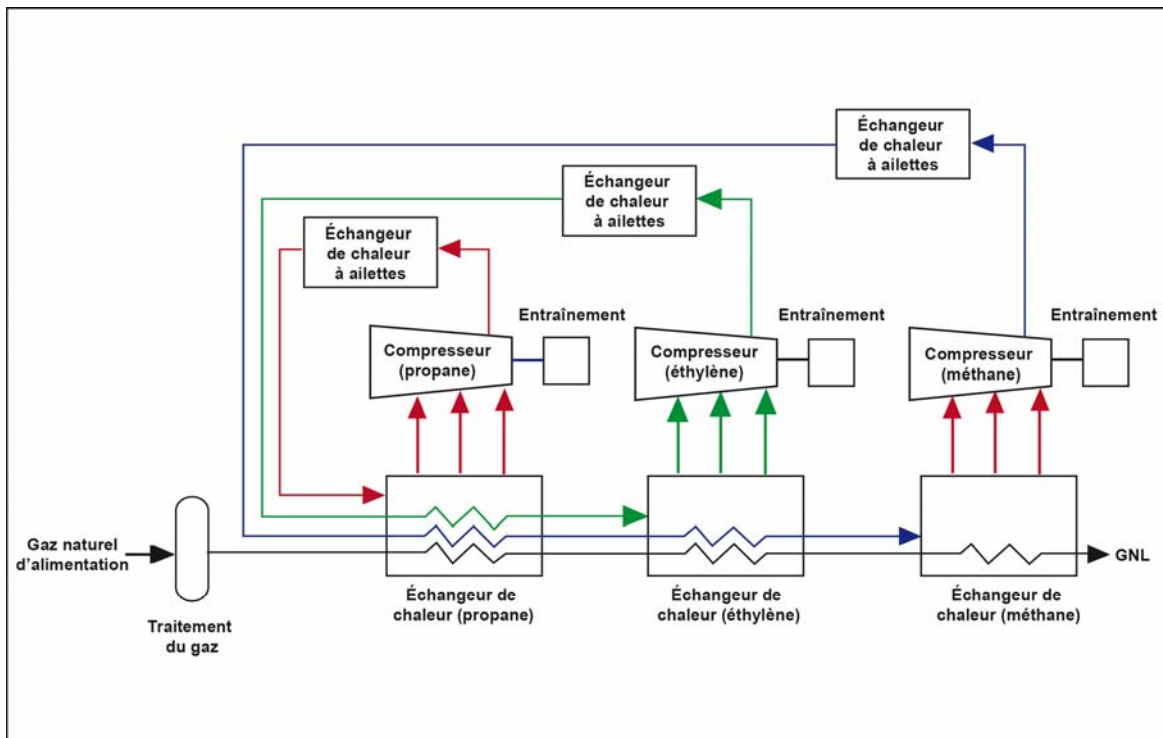 Échangeur
de chaleur
à ailettes
Échangeur
de chaleur
à ailettes
Échangeur
de chaleur
à ailettes
Entraînement
Entraînement
Entraînement
Compresseur
(propane)
Compresseur
(éthylène)
Compresseur
(méthane)
Gaz naturel
d'alimentation
GNL
Traitement
du gaz
Échangeur de
chaleur (propane)
Échangeur de
chaleur (éthylène)
Échangeur de
chaleur (méthane)